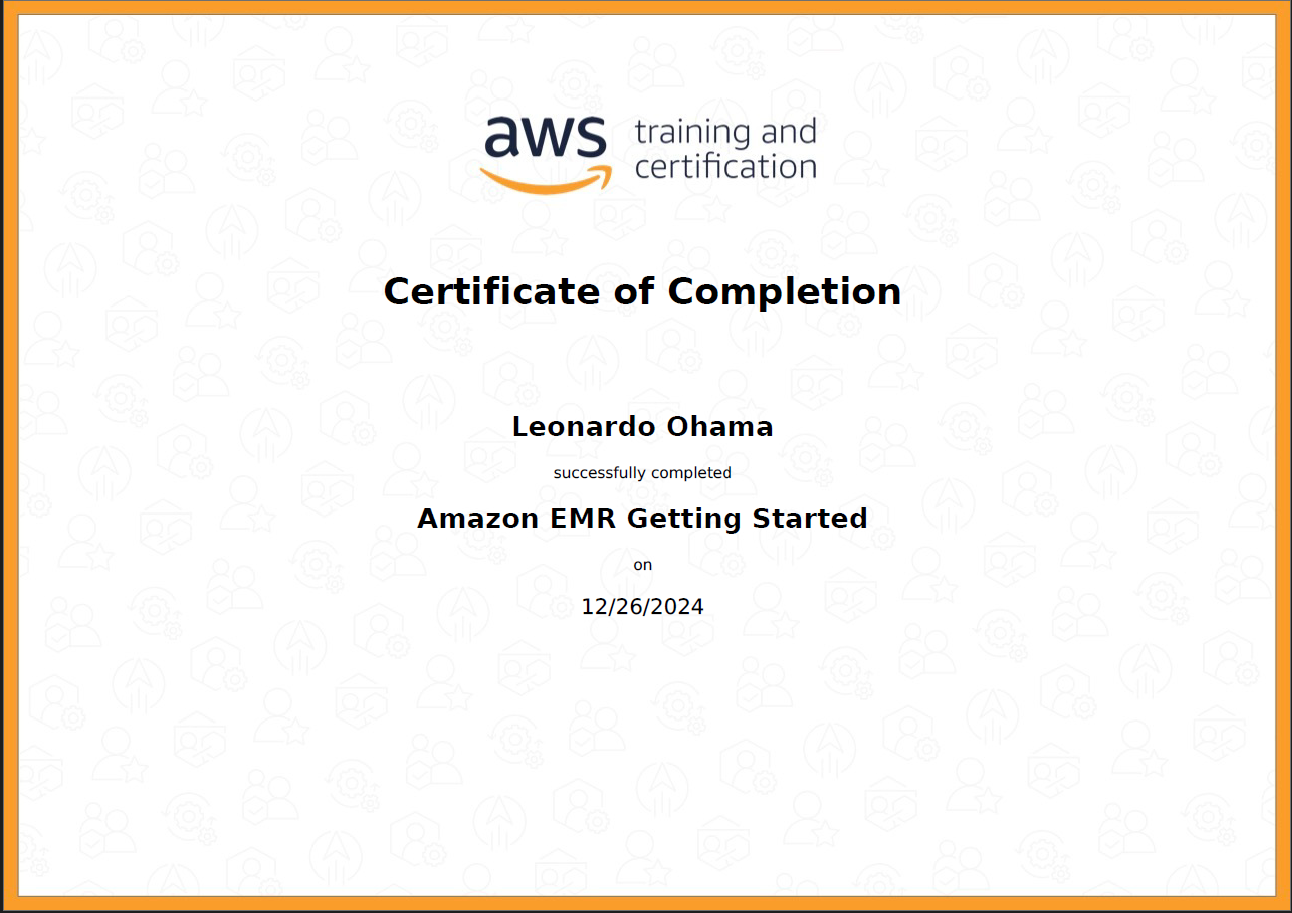 aws training and
certification
Certificate of Completion
Leonardo Ohama
successfully completed
Amazon EMR Getting Started
on
12/26/2024